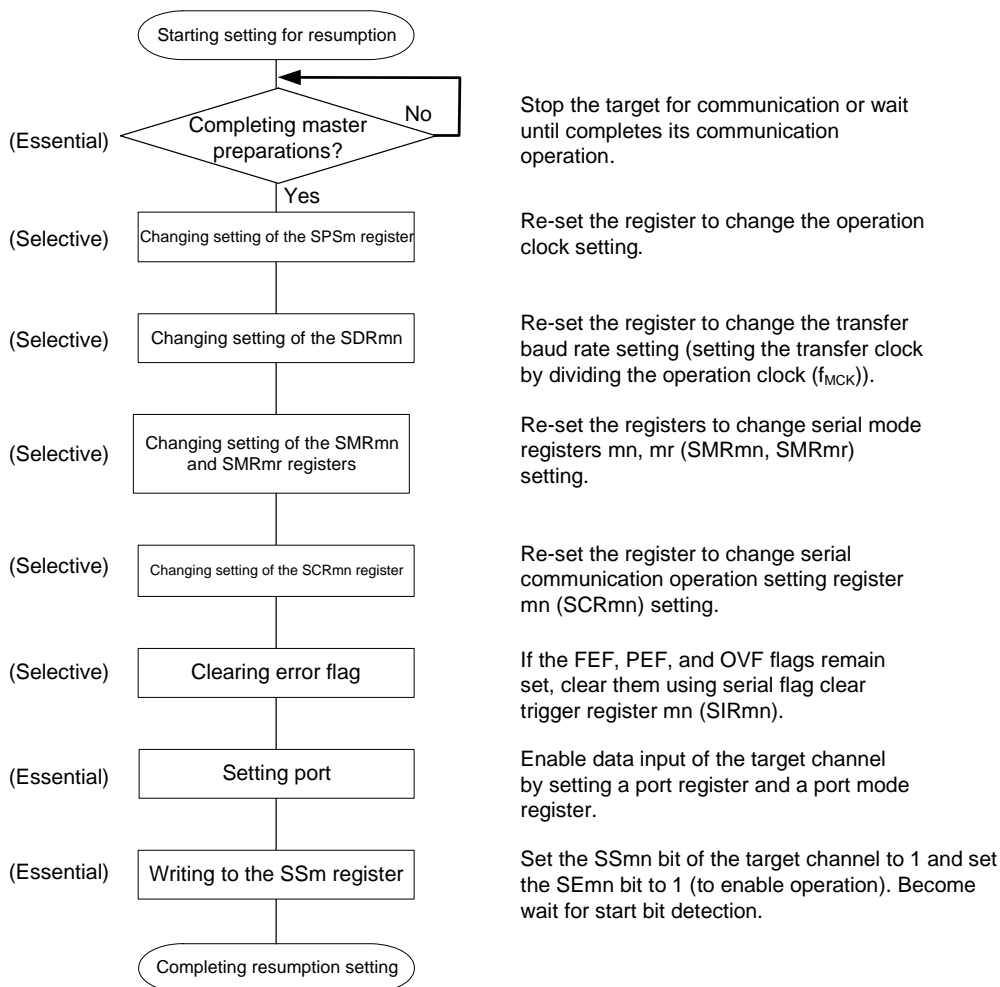 Starting setting for resumption
(Essential)
Completing master
preparations?
No
Yes
Stop the target for communication or wait
until completes its communication
operation.
(Selective)
Changing setting of the SPSm register
Re-set the register to change the operation
clock setting.
(Selective)
Changing setting of the SDRmn
Re-set the register to change the transfer
baud rate setting (setting the transfer clock
by dividing the operation clock (fMCK)).
(Selective)
Changing setting of the SMRmn
and SMRmr registers
Re-set the registers to change serial mode
registers mn, mr (SMRmn, SMRmr)
setting.
(Selective)
Changing setting of the SCRmn register
Re-set the register to change serial
communication operation setting register
mn (SCRmn) setting.
(Selective)
Clearing error flag
If the FEF, PEF, and OVF flags remain
set, clear them using serial flag clear
trigger register mn (SIRmn).
(Essential)
Setting port
Enable data input of the target channel
by setting a port register and a port mode
register.
(Essential)
Writing to the SSm register
Set the SSmn bit of the target channel to 1 and set
the SEmn bit to 1 (to enable operation). Become
wait for start bit detection.
Completing resumption setting